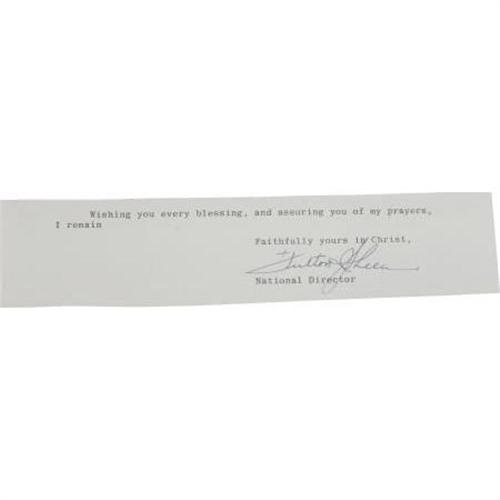 Wishing you every blessing, and assuring you of my prayers,
I remain
Faithfully yours in Christ,
+Fulton J Sheen
National Director